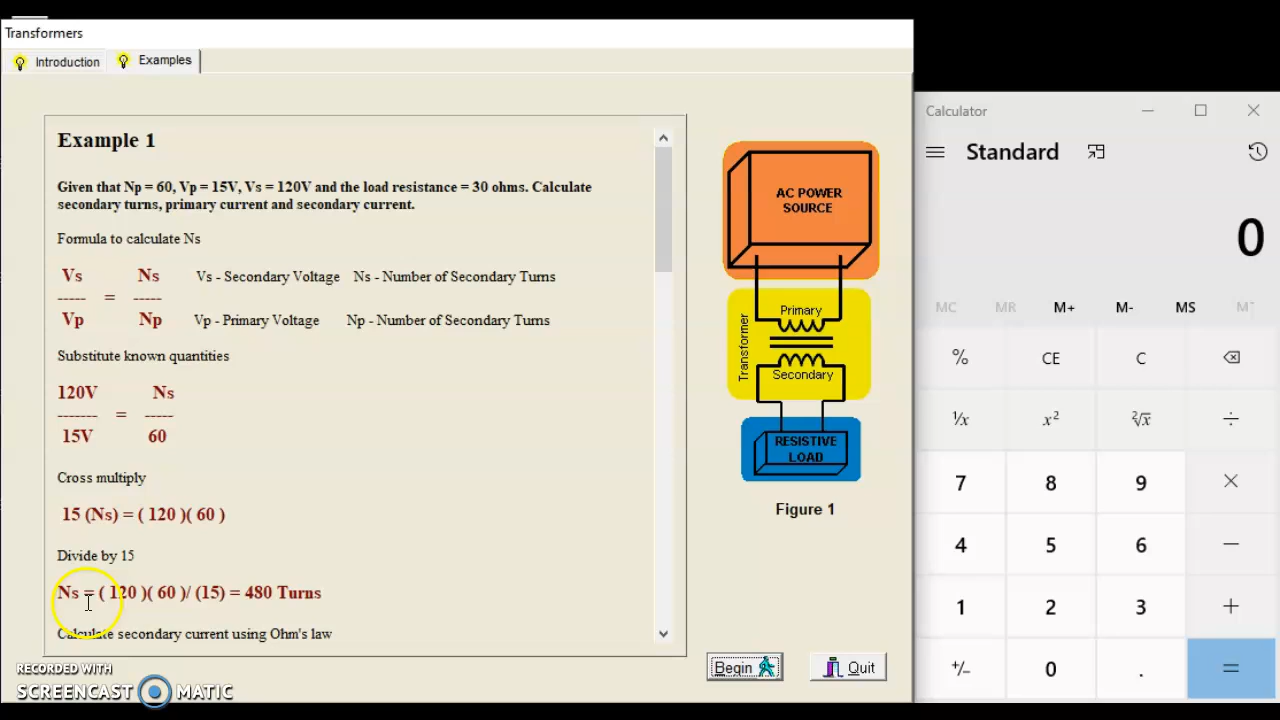 Transformers
Introduction
Examples
Example 1
Given that Np = 60, Vp = 15V, Vs = 120V and the load resistance = 30 ohms. Calculate
secondary turns, primary current and secondary current.
Formula to calculate Ns
Vs Ns Vs - Secondary Voltage Ns - Number of Secondary Turns
----- = -----
Vp Np Vp - Primary Voltage Np - Number of Secondary Turns
Substitute known quantities
120V Ns
------- = -----
15V 60
Cross multiply
15 (Ns) = ( 120 )( 60 )
Divide by 15
Ns = ( 120 )( 60 )/ (15) = 480 Turns
Calculate secondary current using Ohm's law
AC POWER
SOURCE
Primary
Transformer
Secondary
RESISTIVE
LOAD
Figure 1
Begin
Quit
RECORDED WITH
SCREENCAST MATIC
Calculator
Standard
0
MC MR M+ M- MS
% CE C
¹/x x² ²√x ÷
7 8 9 ×
4 5 6 −
1 2 3 +
+/− 0 . =